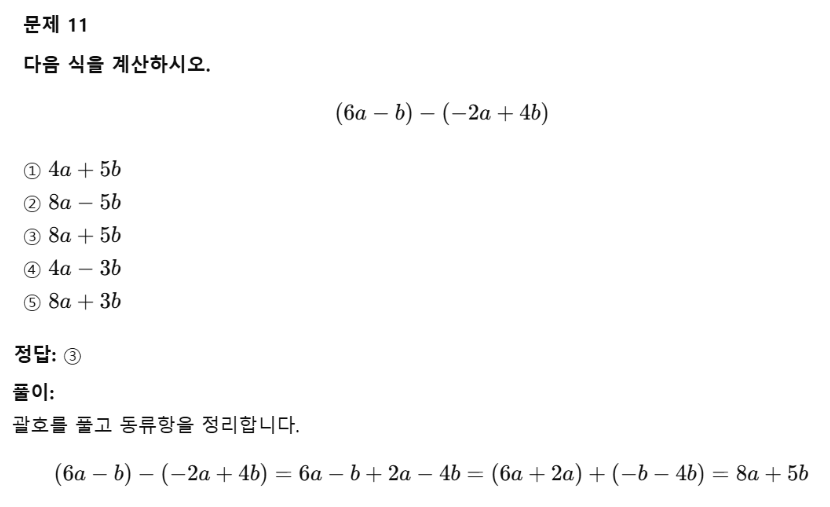 문제 11
다음 식을 계산하시오.
(6a − b) − (−2a + 4b)
① 4a + 5b
② 8a − 5b
③ 8a + 5b
④ 4a − 3b
⑤ 8a + 3b
정답: ③
풀이:
괄호를 풀고 동류항을 정리합니다.
(6a − b) − (−2a + 4b) = 6a − b + 2a − 4b = (6a + 2a) + (−b − 4b) = 8a + 5b